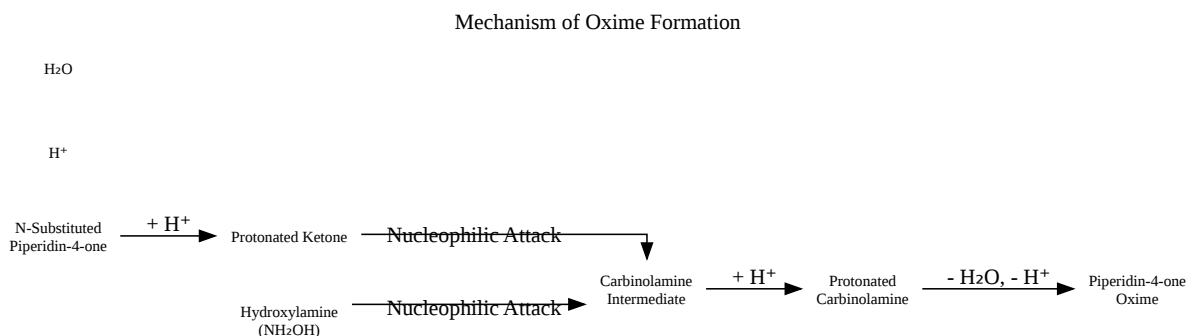 Mechanism of Oxime Formation
H₂O
H⁺
N-Substituted
Piperidin-4-one
+ H⁺
Protonated Ketone
Nucleophilic Attack
Hydroxylamine
(NH₂OH)
Nucleophilic Attack
Carbinolamine
Intermediate
+ H⁺
Protonated
Carbinolamine
- H₂O, - H⁺
Piperidin-4-one
Oxime